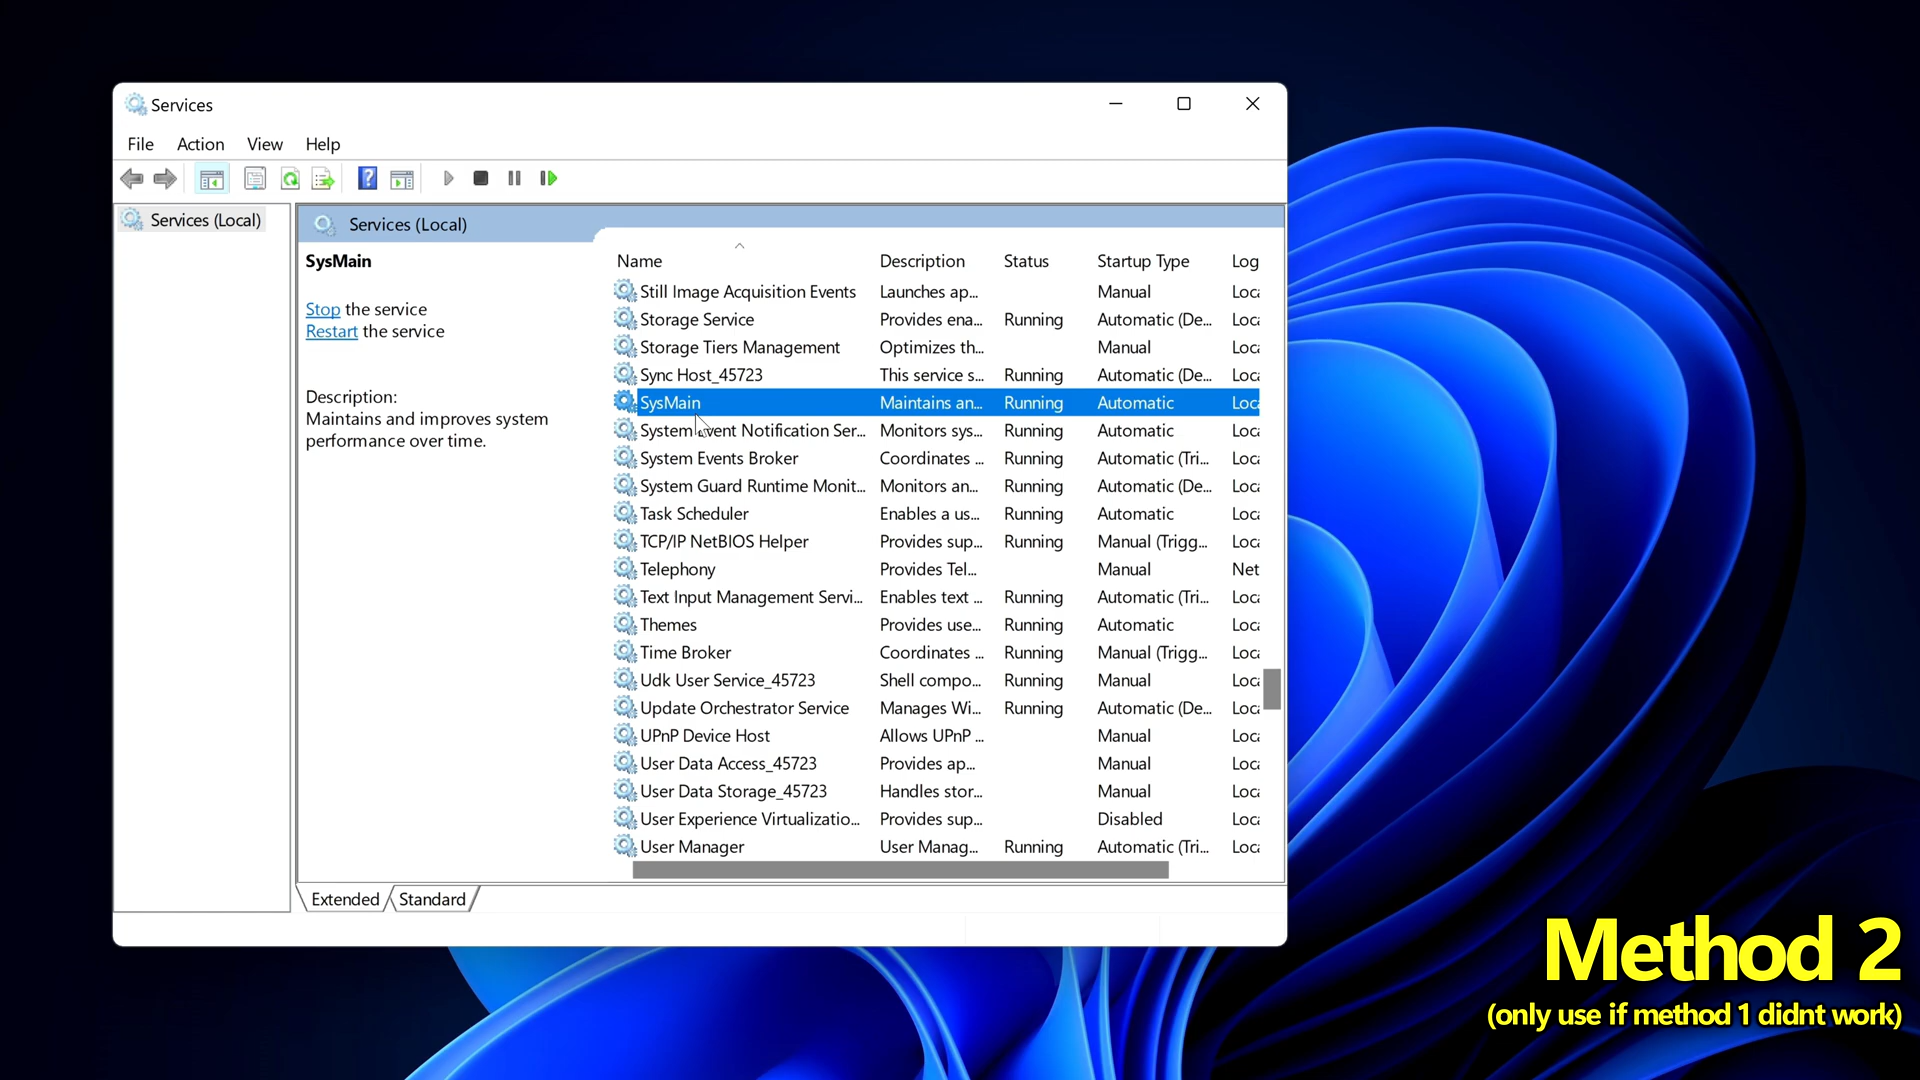 Services
File Action View Help
Services (Local)
Services (Local)
SysMain
Stop the service
Restart the service
Description:
Maintains and improves system
performance over time.
Name Description Status Startup Type Log
Still Image Acquisition Events Launches ap... Manual Loca
Storage Service Provides ena... Running Automatic (De... Loca
Storage Tiers Management Optimizes th... Manual Loca
Sync Host_45723 This service s... Running Automatic (De... Loca
SysMain Maintains an... Running Automatic Loca
System Event Notification Ser... Monitors sys... Running Automatic Loca
System Events Broker Coordinates ... Running Automatic (Tri... Loca
System Guard Runtime Monit... Monitors an... Running Automatic (De... Loca
Task Scheduler Enables a us... Running Automatic Loca
TCP/IP NetBIOS Helper Provides sup... Running Manual (Trigg... Loca
Telephony Provides Tel... Manual Net
Text Input Management Servi... Enables text ... Running Automatic (Tri... Loca
Themes Provides use... Running Automatic Loca
Time Broker Coordinates ... Running Manual (Trigg... Loca
Udk User Service_45723 Shell compo... Running Manual Loca
Update Orchestrator Service Manages Wi... Running Automatic (De... Loca
UPnP Device Host Allows UPnP ... Manual Loca
User Data Access_45723 Provides ap... Manual Loca
User Data Storage_45723 Handles stor... Manual Loca
User Experience Virtualizatio... Provides sup... Disabled Loca
User Manager User Manag... Running Automatic (Tri... Loca
Extended Standard
Method 2
(only use if method 1 didnt work)